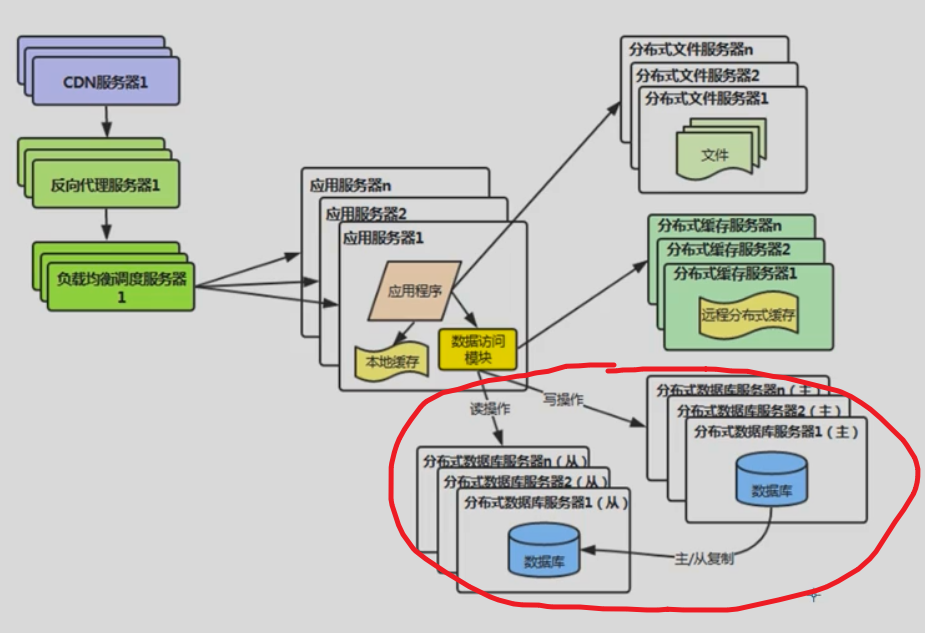 CDN服务器1
反向代理服务器1
负载均衡调度服务器
1
应用服务器n
应用服务器2
应用服务器1
应用程序
本地缓存
数据访问
模块
分布式文件服务器n
分布式文件服务器2
分布式文件服务器1
文件
分布式缓存服务器n
分布式缓存服务器2
分布式缓存服务器1
远程分布式缓存
读操作
写操作
分布式数据库服务器n（主）
分布式数据库服务器2（主）
分布式数据库服务器1（主）
数据库
分布式数据库服务器n（从）
分布式数据库服务器2（从）
分布式数据库服务器1（从）
数据库
主/从复制